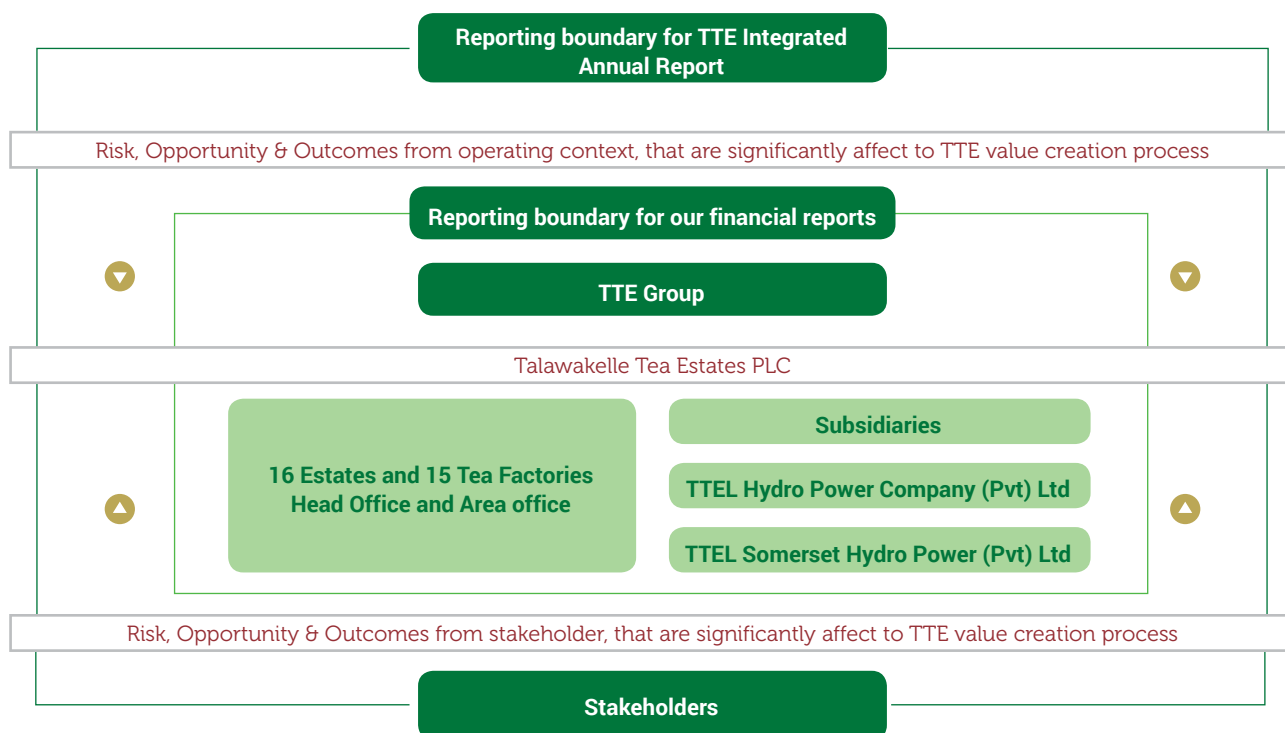 Reporting boundary for TTE Integrated
Annual Report
Risk, Opportunity & Outcomes from operating context, that are significantly affect to TTE value creation process
Reporting boundary for our financial reports
TTE Group
Talawakelle Tea Estates PLC
16 Estates and 15 Tea Factories
Head Office and Area office
Subsidiaries
TTEL Hydro Power Company (Pvt) Ltd
TTEL Somerset Hydro Power (Pvt) Ltd
Risk, Opportunity & Outcomes from stakeholder, that are significantly affect to TTE value creation process
Stakeholders